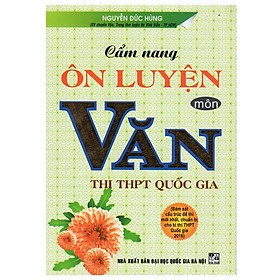 NGUYỄN ĐỨC HÙNG
Cẩm nang
ÔN LUYỆN
môn
VĂN
THI THPT QUỐC GIA
(Bám sát
cấu trúc đề thi
mới nhất, chuẩn bị
cho kì thi THPT
Quốc gia
2016)
NHÀ XUẤT BẢN ĐẠI HỌC QUỐC GIA HÀ NỘI